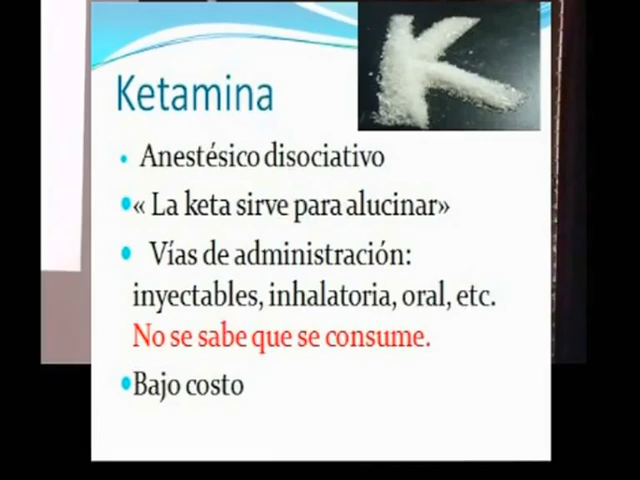 Ketamina
• Anestésico disociativo
•« La keta sirve para alucinar»
• Vías de administración:
inyectables, inhalatoria, oral, etc.
No se sabe que se consume.
•Bajo costo